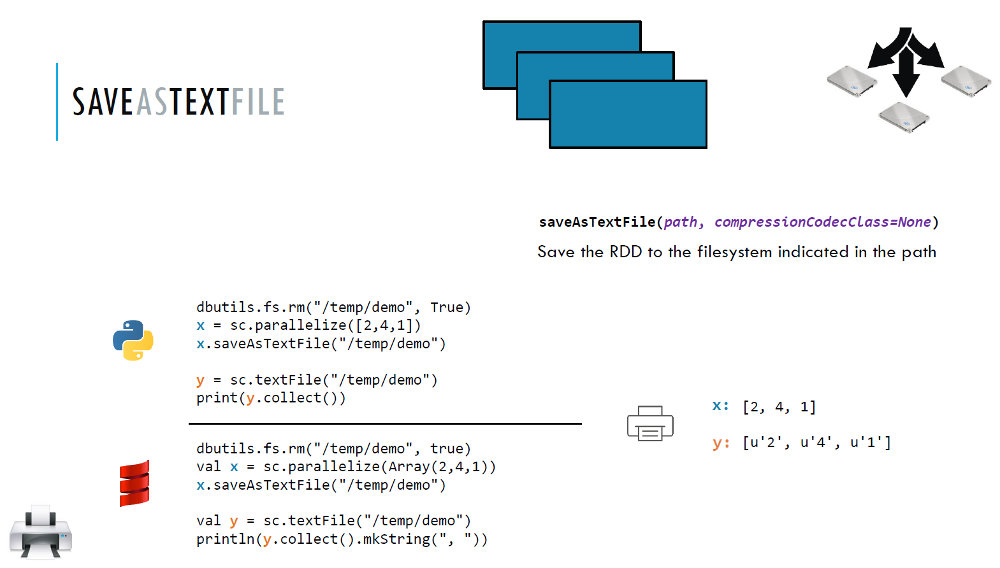 SAVEASTEXTFILE
saveAsTextFile(path, compressionCodecClass=None)
Save the RDD to the filesystem indicated in the path
dbutils.fs.rm("/temp/demo", True)
x = sc.parallelize([2,4,1])
x.saveAsTextFile("/temp/demo")
y = sc.textFile("/temp/demo")
print(y.collect())
dbutils.fs.rm("/temp/demo", true)
val x = sc.parallelize(Array(2,4,1))
x.saveAsTextFile("/temp/demo")
val y = sc.textFile("/temp/demo")
println(y.collect().mkString(", "))
x: [2, 4, 1]
y: [u'2', u'4', u'1']